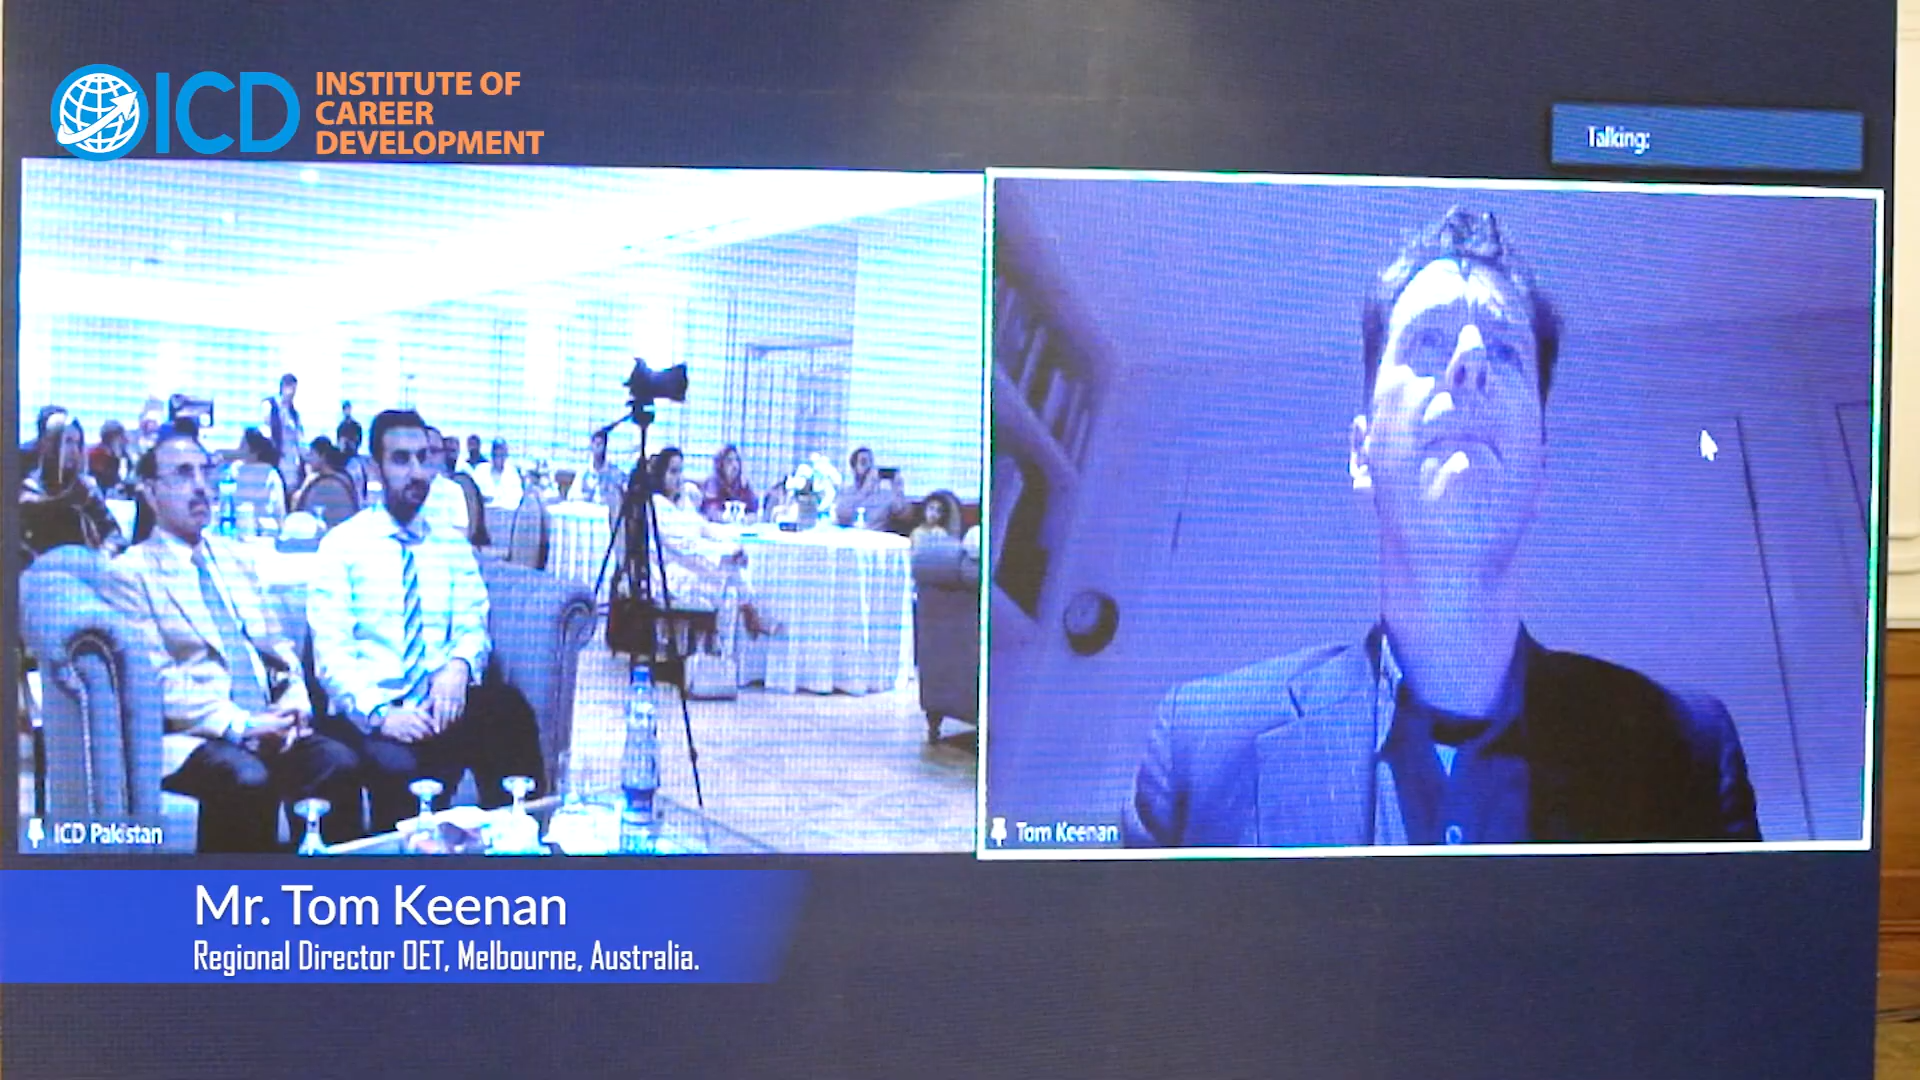 ICD
INSTITUTE OF
CAREER
DEVELOPMENT
Talking:
ICD Pakistan
Tom Keenan
Mr. Tom Keenan
Regional Director OET, Melbourne, Australia.